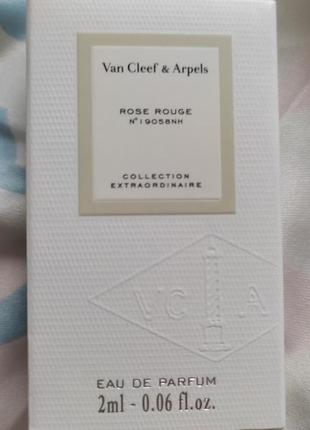 Van Cleef & Arpels
ROSE ROUGE
N°19058NH
COLLECTION
EXTRAORDINAIRE
VC A
EAU DE PARFUM
2ml - 0.06 fl.oz.